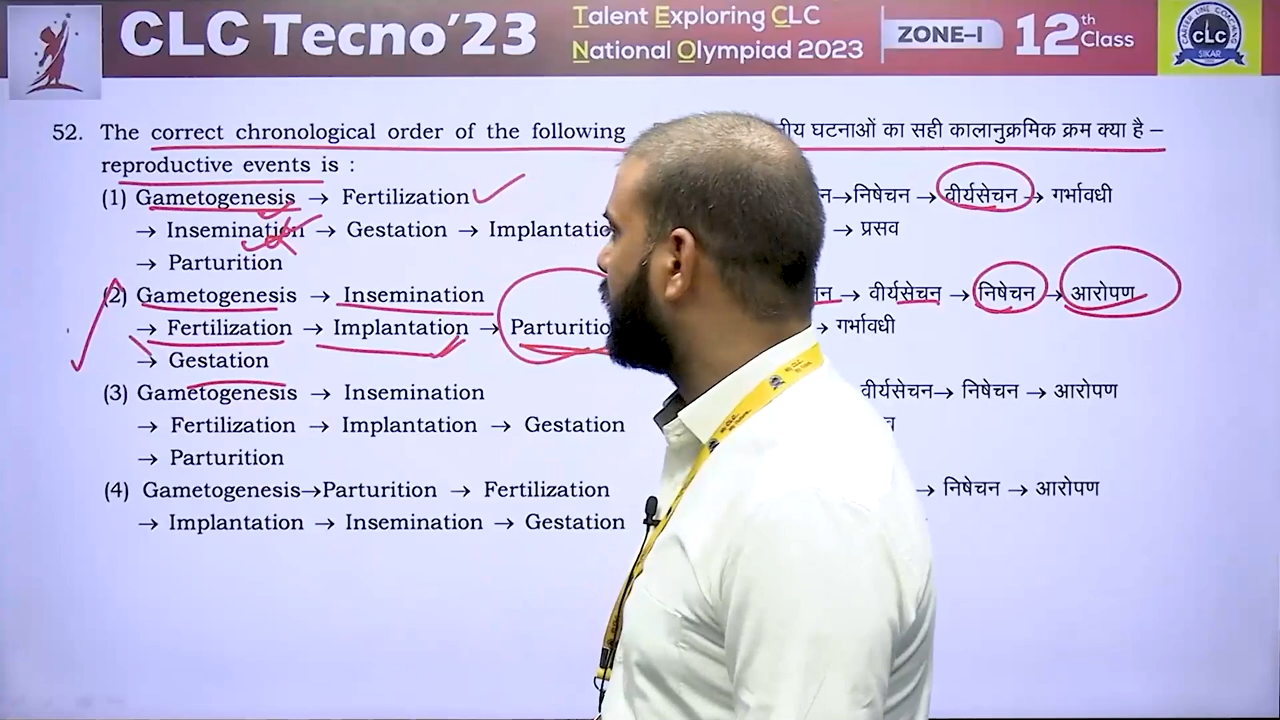 CLC Tecno'23
Talent Exploring CLC
National Olympiad 2023
ZONE–I
12th Class
CAREER LINE COACHING
CLC
SIKAR
52. The correct chronological order of the following
reproductive events is :
(1) Gametogenesis → Fertilization
→ Insemination → Gestation → Implantatio
→ Parturition
(2) Gametogenesis → Insemination
→ Fertilization → Implantation → Parturitio
→ Gestation
(3) Gametogenesis → Insemination
→ Fertilization → Implantation → Gestation
→ Parturition
(4) Gametogenesis→Parturition → Fertilization
→ Implantation → Insemination → Gestation
घटनाओं का सही कालानुक्रमिक क्रम क्या है –
→निषेचन → वीर्यसेचन → गर्भावधी
→ प्रसव
→ वीर्यसेचन → निषेचन → आरोपण
→ गर्भावधी
वीर्यसेचन→ निषेचन → आरोपण
→ निषेचन → आरोपण